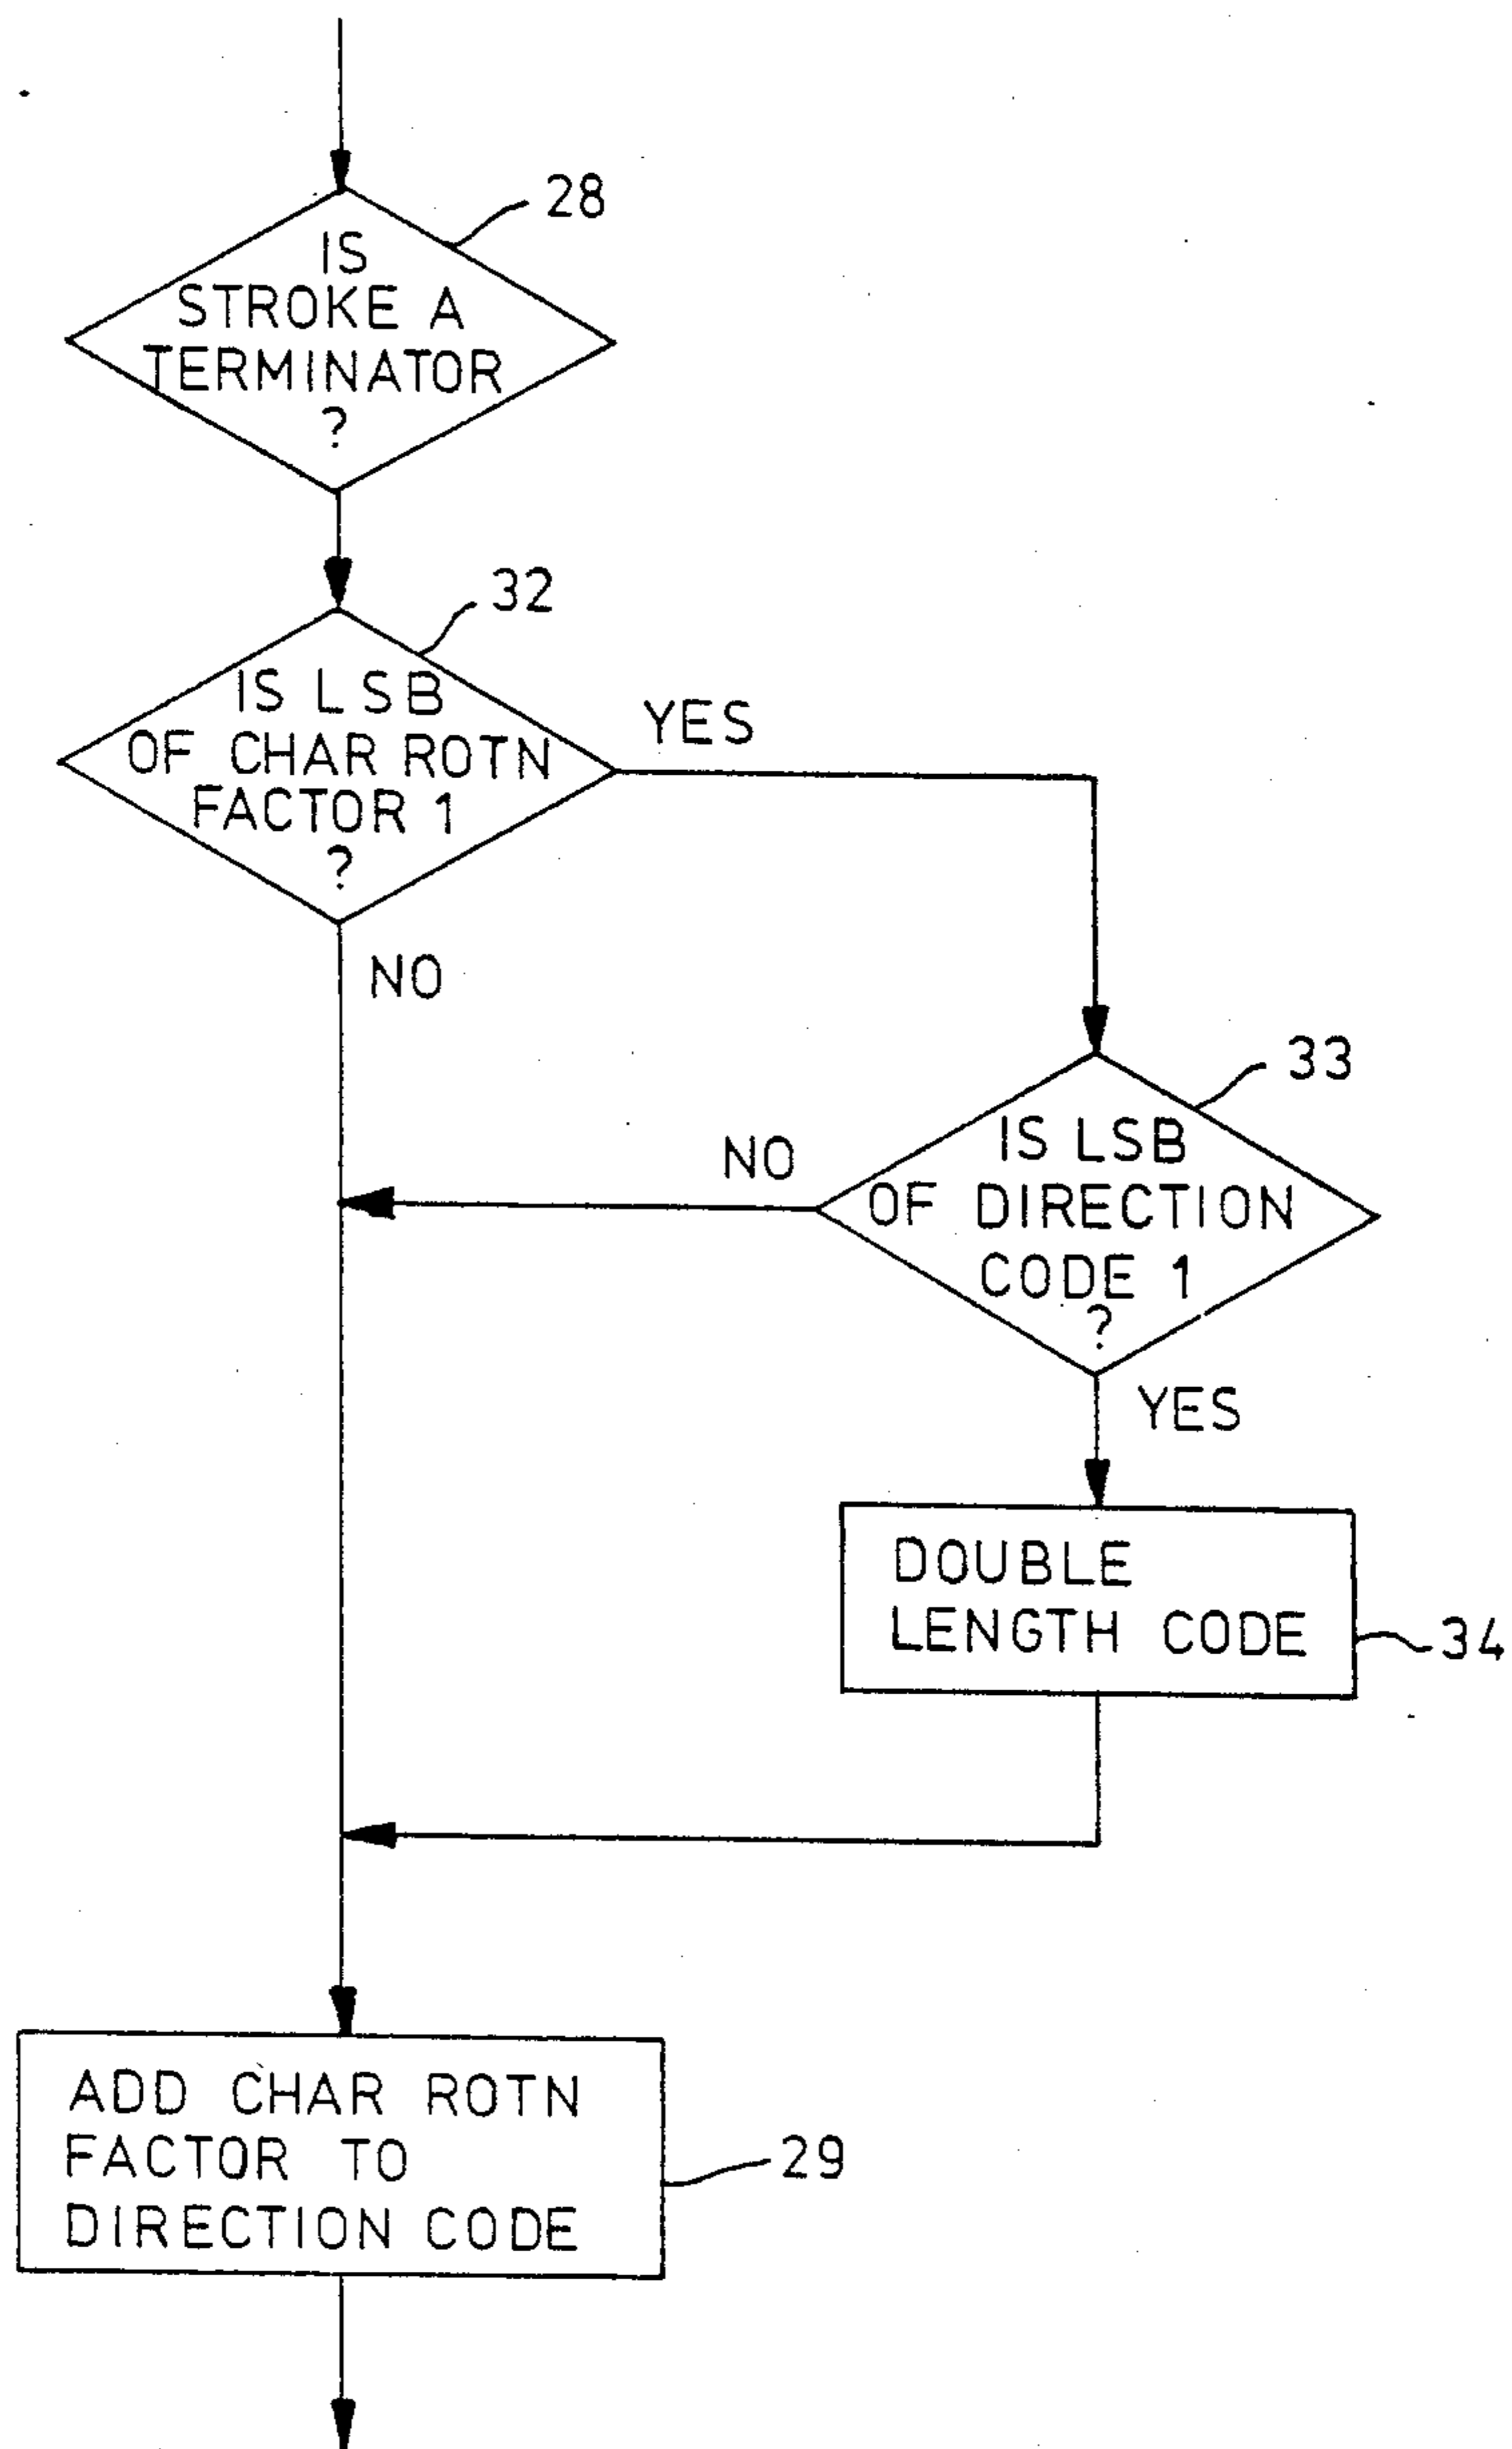 28
IS
STROKE A
TERMINATOR
?
32
IS LSB
OF CHAR ROTN
FACTOR 1
?
YES
NO
33
IS LSB
OF DIRECTION
CODE 1
?
NO
YES
DOUBLE
LENGTH CODE
34
ADD CHAR ROTN
FACTOR TO
DIRECTION CODE
29